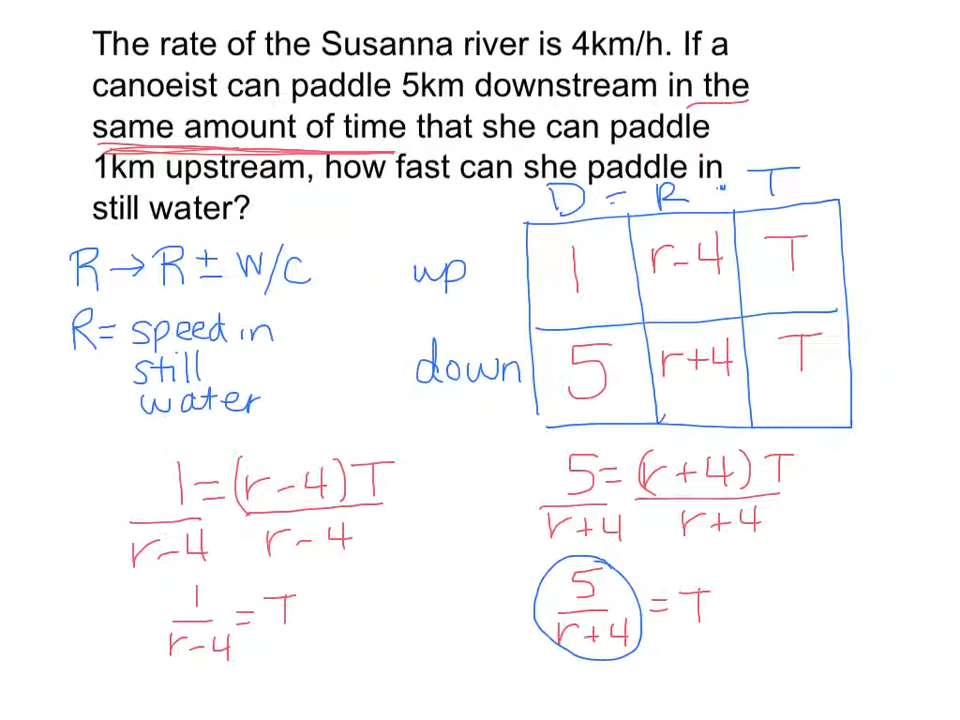 The rate of the Susanna river is 4km/h. If a
canoeist can paddle 5km downstream in the
same amount of time that she can paddle
1km upstream, how fast can she paddle in
still water?
D = R · T
R → R ± W/C
up 1 r-4 T
R = speed in
still
water
down 5 r+4 T
1 = (r-4)T
r-4 r-4
5 = (r+4)T
r+4 r+4
1
r-4 = T
5
r+4 = T